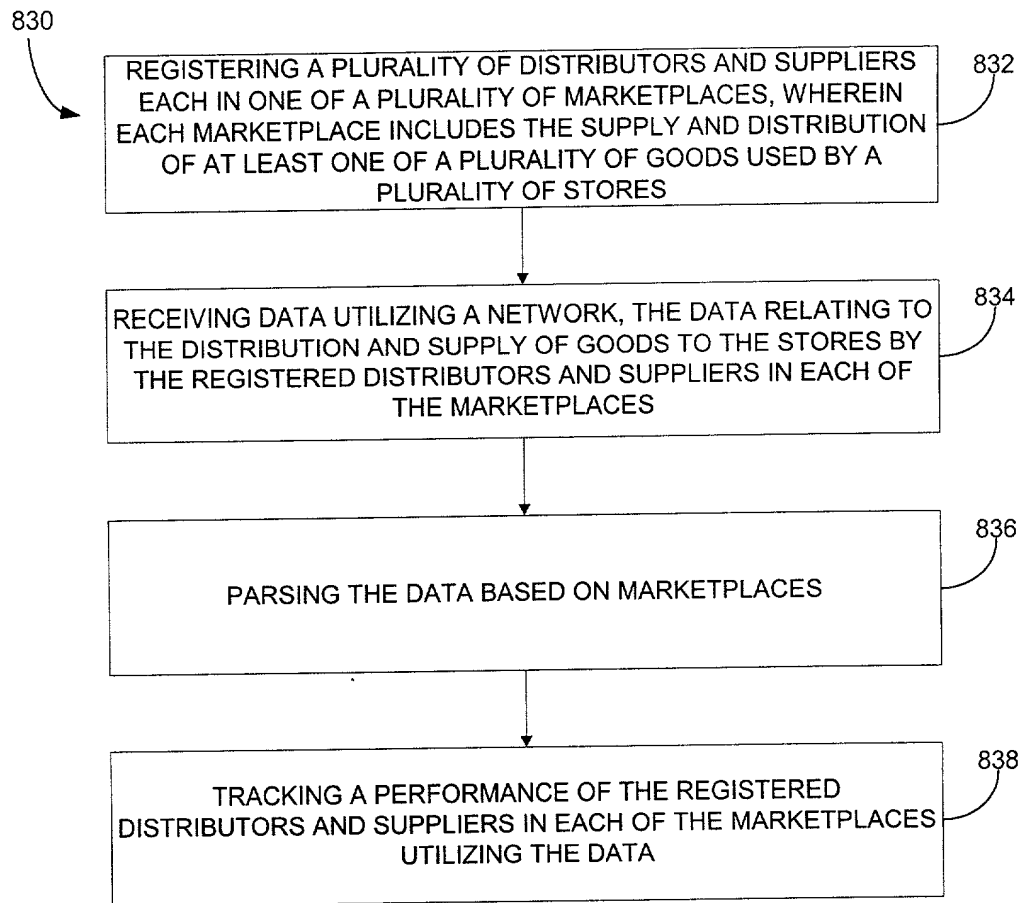 830
REGISTERING A PLURALITY OF DISTRIBUTORS AND SUPPLIERS
EACH IN ONE OF A PLURALITY OF MARKETPLACES, WHEREIN
EACH MARKETPLACE INCLUDES THE SUPPLY AND DISTRIBUTION
OF AT LEAST ONE OF A PLURALITY OF GOODS USED BY A
PLURALITY OF STORES
832
RECEIVING DATA UTILIZING A NETWORK, THE DATA RELATING TO
THE DISTRIBUTION AND SUPPLY OF GOODS TO THE STORES BY
THE REGISTERED DISTRIBUTORS AND SUPPLIERS IN EACH OF
THE MARKETPLACES
834
PARSING THE DATA BASED ON MARKETPLACES
836
TRACKING A PERFORMANCE OF THE REGISTERED
DISTRIBUTORS AND SUPPLIERS IN EACH OF THE MARKETPLACES
UTILIZING THE DATA
838